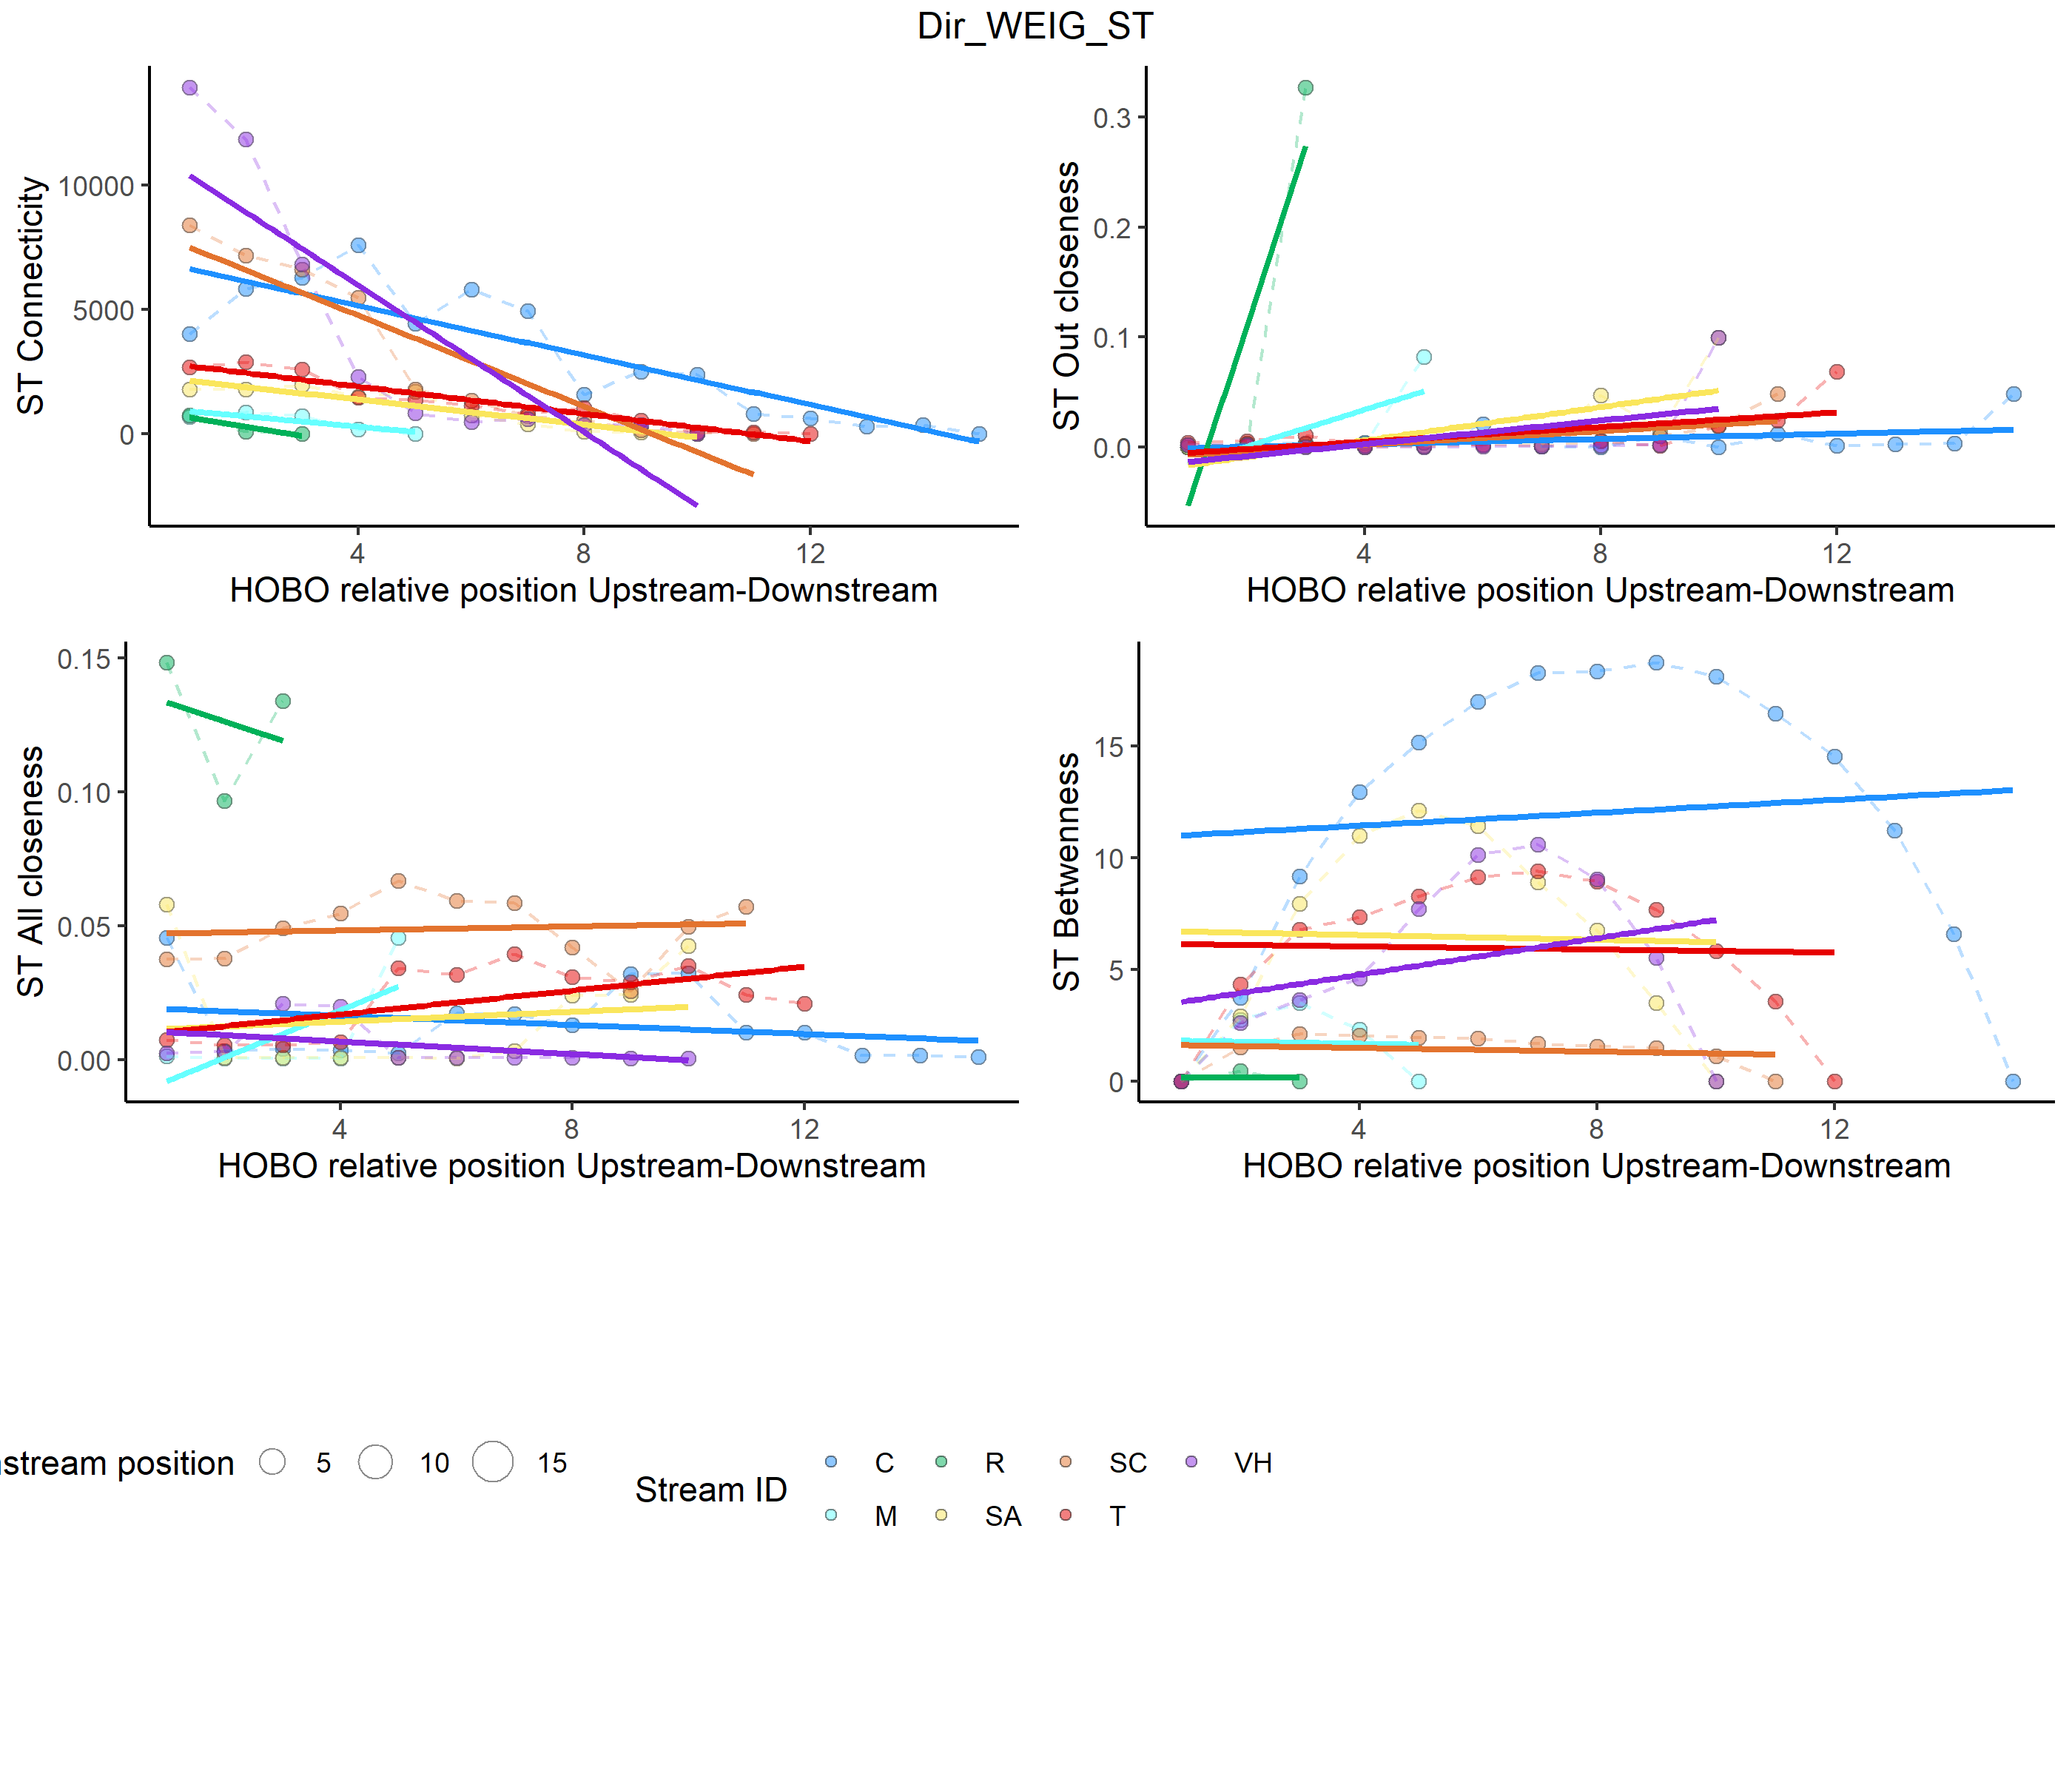 Dir_WEIG_ST
ST Connecticity
10000
5000
0
4 8 12
HOBO relative position Upstream-Downstream
ST Out closeness
0.3
0.2
0.1
0.0
4 8 12
HOBO relative position Upstream-Downstream
ST All closeness
0.15
0.10
0.05
0.00
4 8 12
HOBO relative position Upstream-Downstream
ST Betwenness
15
10
5
0
4 8 12
HOBO relative position Upstream-Downstream
nstream position 5 10 15
Stream ID
C R SC VH
M SA T